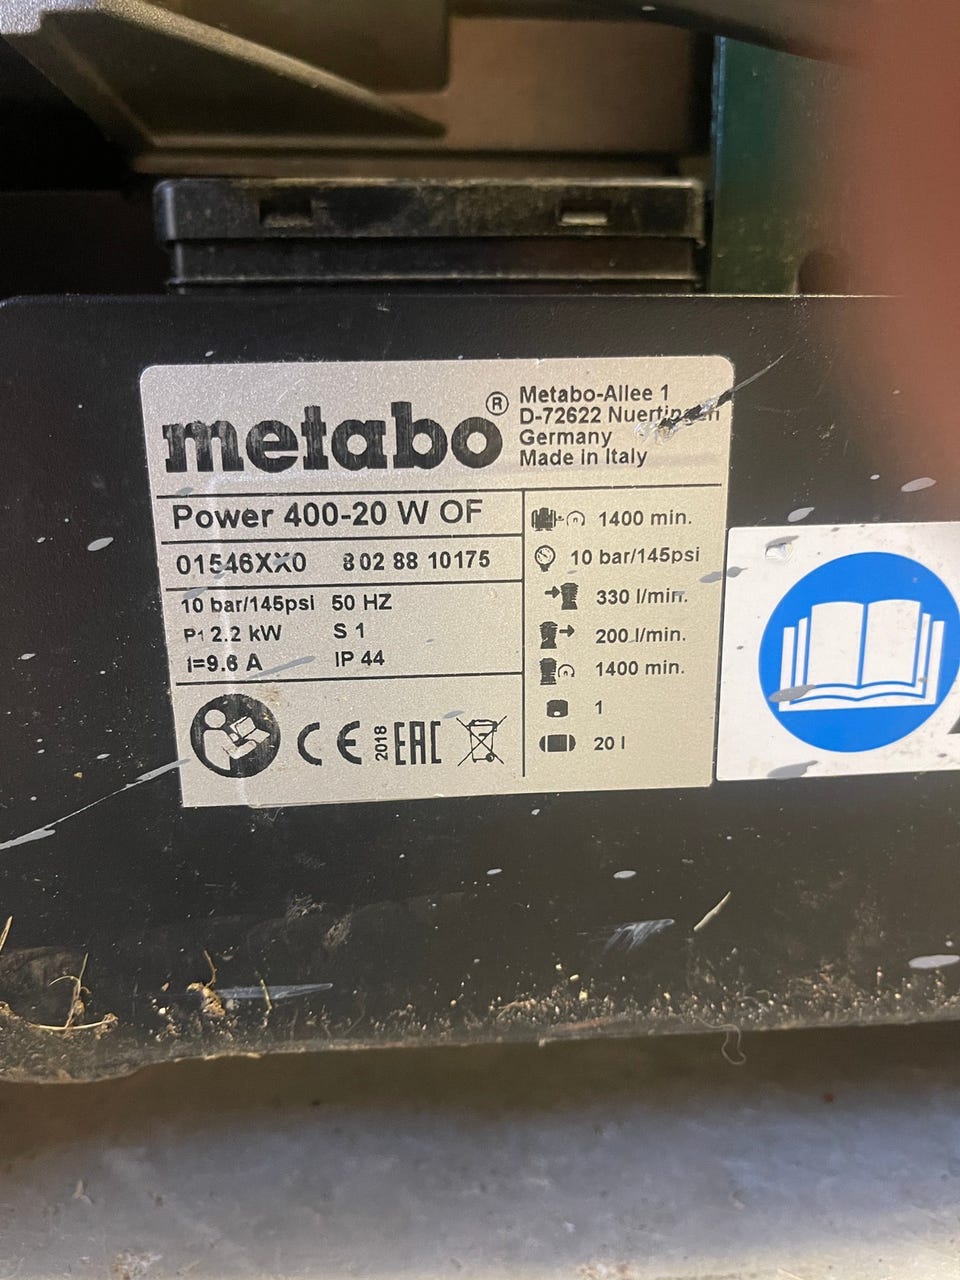 metabo®
Metabo-Allee 1
D-72622 Nuertingen
Germany
Made in Italy
Power 400-20 W OF
01546XX0 8 02 88 10175
10 bar/145psi 50 HZ
P1 2.2 kW S 1
I=9.6 A IP 44
CE 2018 EAC
1400 min.
10 bar/145psi
330 l/min.
200 l/min.
1400 min.
1
20 l